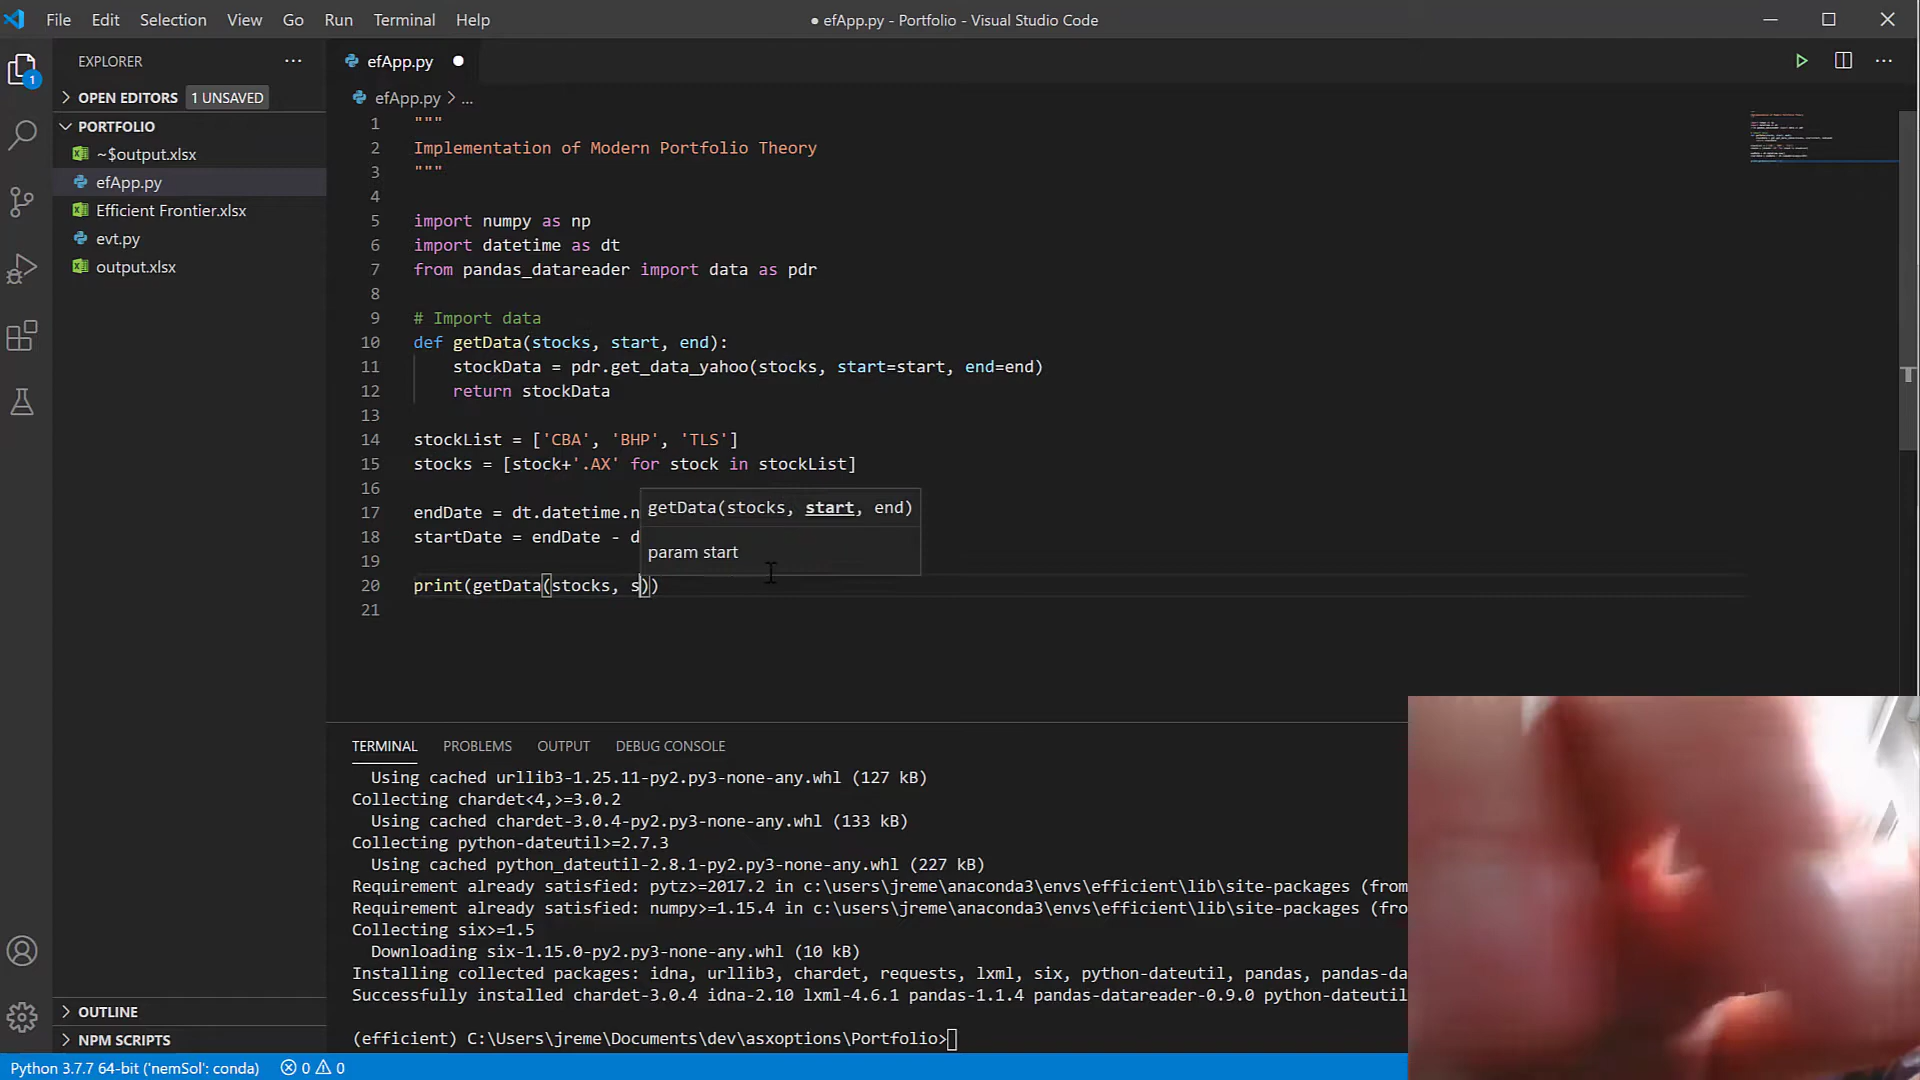 File Edit Selection View Go Run Terminal Help
● efApp.py - Portfolio - Visual Studio Code
EXPLORER
OPEN EDITORS 1 UNSAVED
PORTFOLIO
~$output.xlsx
efApp.py
Efficient Frontier.xlsx
evt.py
output.xlsx
OUTLINE
NPM SCRIPTS
1
efApp.py
efApp.py > ...
1 """
2 Implementation of Modern Portfolio Theory
3 """
4
5 import numpy as np
6 import datetime as dt
7 from pandas_datareader import data as pdr
8
9 # Import data
10 def getData(stocks, start, end):
11 stockData = pdr.get_data_yahoo(stocks, start=start, end=end)
12 return stockData
13
14 stockList = ['CBA', 'BHP', 'TLS']
15 stocks = [stock+'.AX' for stock in stockList]
16
17 endDate = dt.datetime.n
18 startDate = endDate - d
19
20 print(getData(stocks, s))
21
getData(stocks, start, end)
param start
TERMINAL PROBLEMS OUTPUT DEBUG CONSOLE
Using cached urllib3-1.25.11-py2.py3-none-any.whl (127 kB)
Collecting chardet<4,>=3.0.2
Using cached chardet-3.0.4-py2.py3-none-any.whl (133 kB)
Collecting python-dateutil>=2.7.3
Using cached python_dateutil-2.8.1-py2.py3-none-any.whl (227 kB)
Requirement already satisfied: pytz>=2017.2 in c:\users\jreme\anaconda3\envs\efficient\lib\site-packages (from
Requirement already satisfied: numpy>=1.15.4 in c:\users\jreme\anaconda3\envs\efficient\lib\site-packages (fro
Collecting six>=1.5
Downloading six-1.15.0-py2.py3-none-any.whl (10 kB)
Installing collected packages: idna, urllib3, chardet, requests, lxml, six, python-dateutil, pandas, pandas-da
Successfully installed chardet-3.0.4 idna-2.10 lxml-4.6.1 pandas-1.1.4 pandas-datareader-0.9.0 python-dateutil
(efficient) C:\Users\jreme\Documents\dev\asxoptions\Portfolio>
Python 3.7.7 64-bit ('nemSol': conda) 0 0